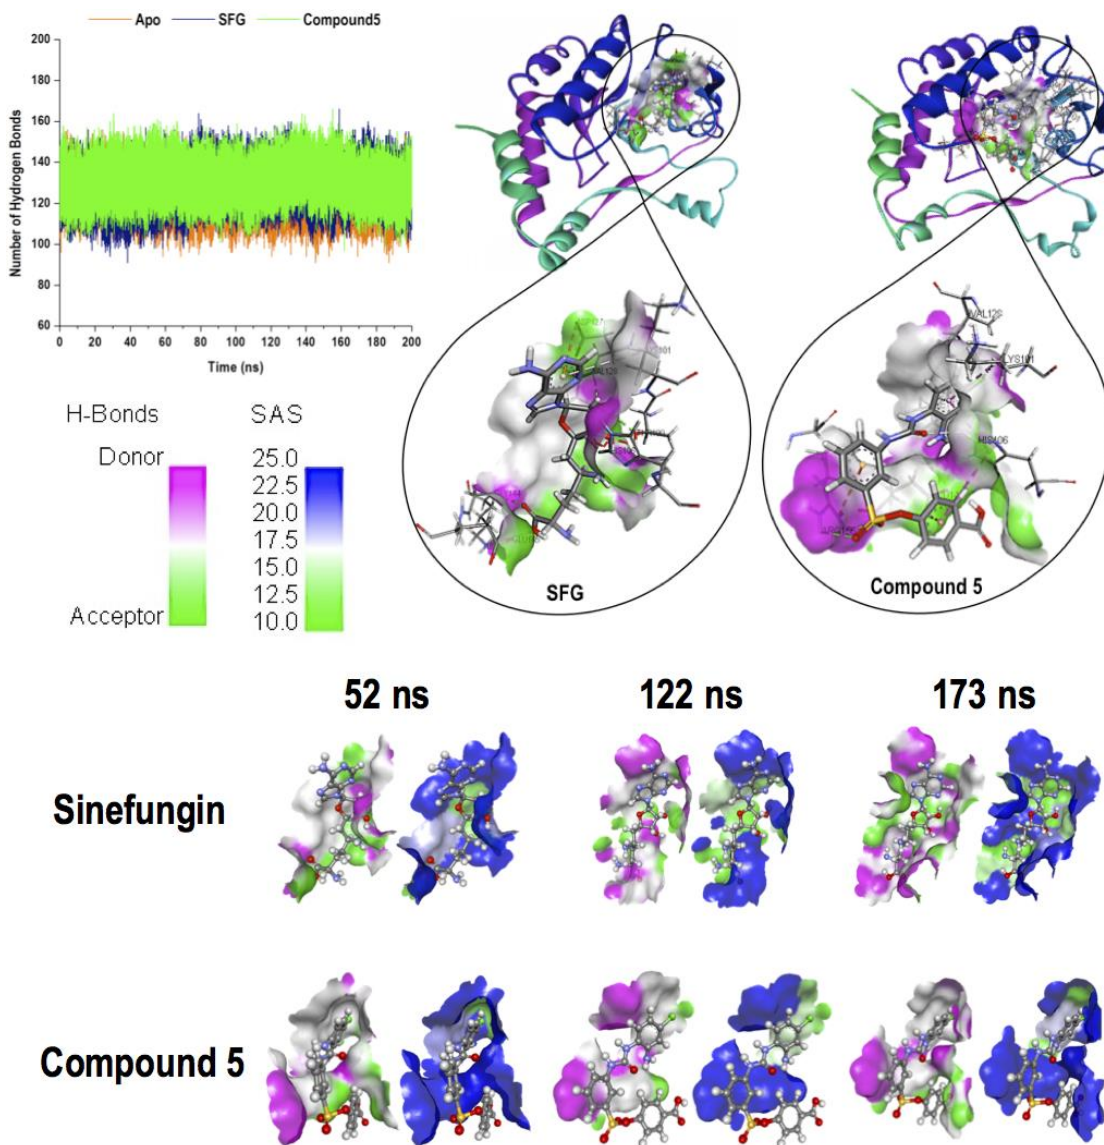 Apo SFG Compound5
Number of Hydrogen Bonds
200
180
160
140
120
100
80
60
0 20 40 60 80 100 120 140 160 180 200
Time (ns)
H-Bonds
Donor
Acceptor
SAS
25.0
22.5
20.0
17.5
15.0
12.5
10.0
SFG
VAL128
LYS101
HIS106
Compound 5
52 ns 122 ns 173 ns
Sinefungin
Compound 5